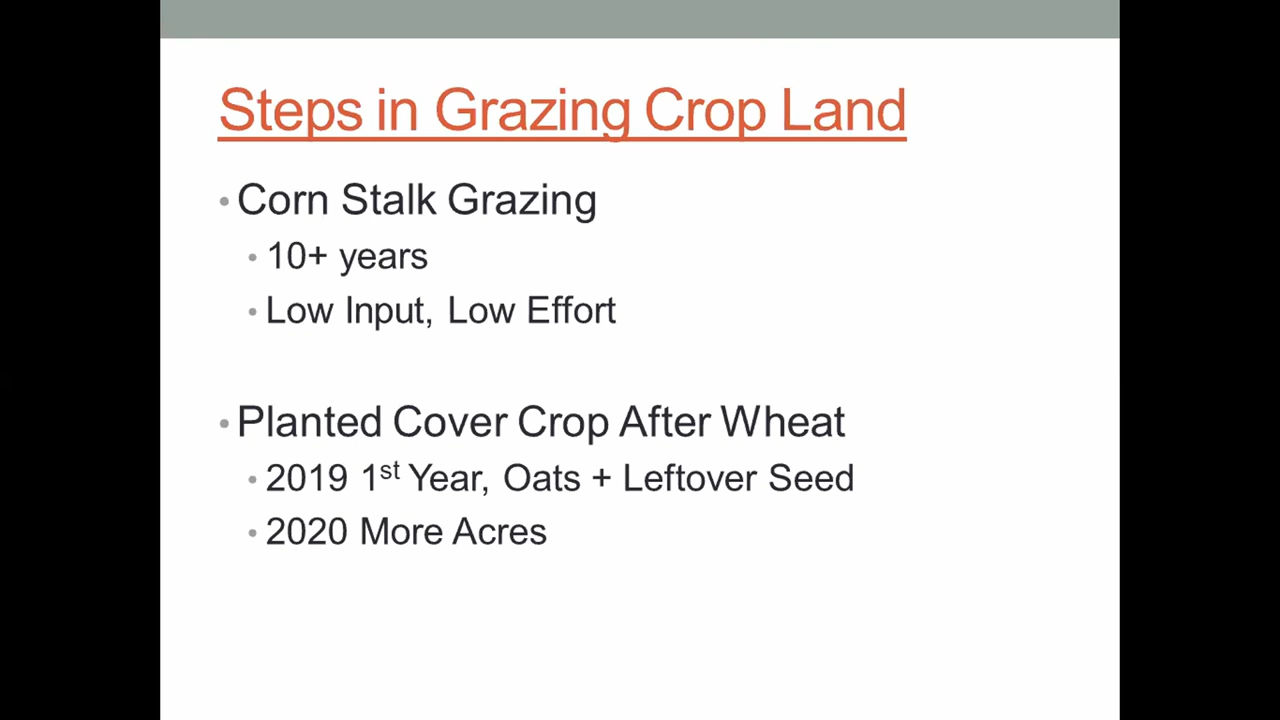 Steps in Grazing Crop Land
• Corn Stalk Grazing
• 10+ years
• Low Input, Low Effort
• Planted Cover Crop After Wheat
• 2019 1st Year, Oats + Leftover Seed
• 2020 More Acres